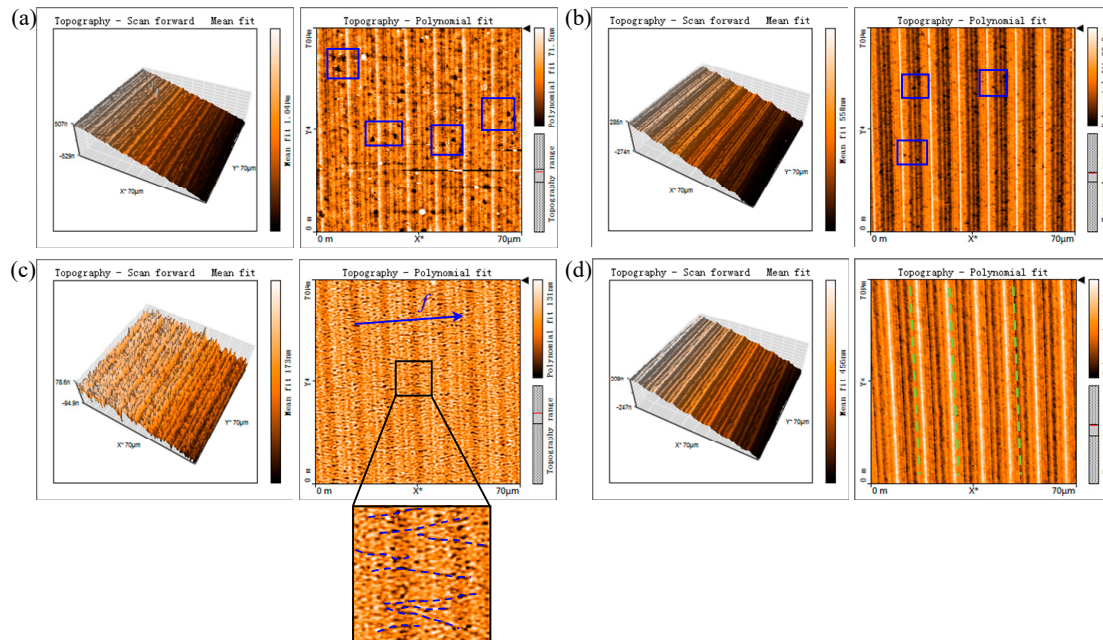 (a)
Topography - Scan forward Mean fit
507n
-529n
X* 70µm
Y* 70µm
Mean fit 1.04µm
Topography - Polynomial fit
70µm
Y*
0 m
0 m
X*
70µm
Polynomial fit 71.5nm
Topography range
(b)
Topography - Scan forward Mean fit
285n
-274n
X* 70µm
Y* 70µm
Mean fit 558nm
Topography - Polynomial fit
70µm
Y*
0 m
0 m
X*
70µm
(c)
Topography - Scan forward Mean fit
78.6n
-94.9n
X* 70µm
Y* 70µm
Mean fit 173nm
Topography - Polynomial fit
70µm
Y*
0 m
0 m
X*
70µm
f
Polynomial fit 131nm
Topography range
(d)
Topography - Scan forward Mean fit
209n
-247n
X* 70µm
Y* 70µm
Mean fit 456nm
Topography - Polynomial fit
70µm
Y*
0 m
0 m
X*
70µm